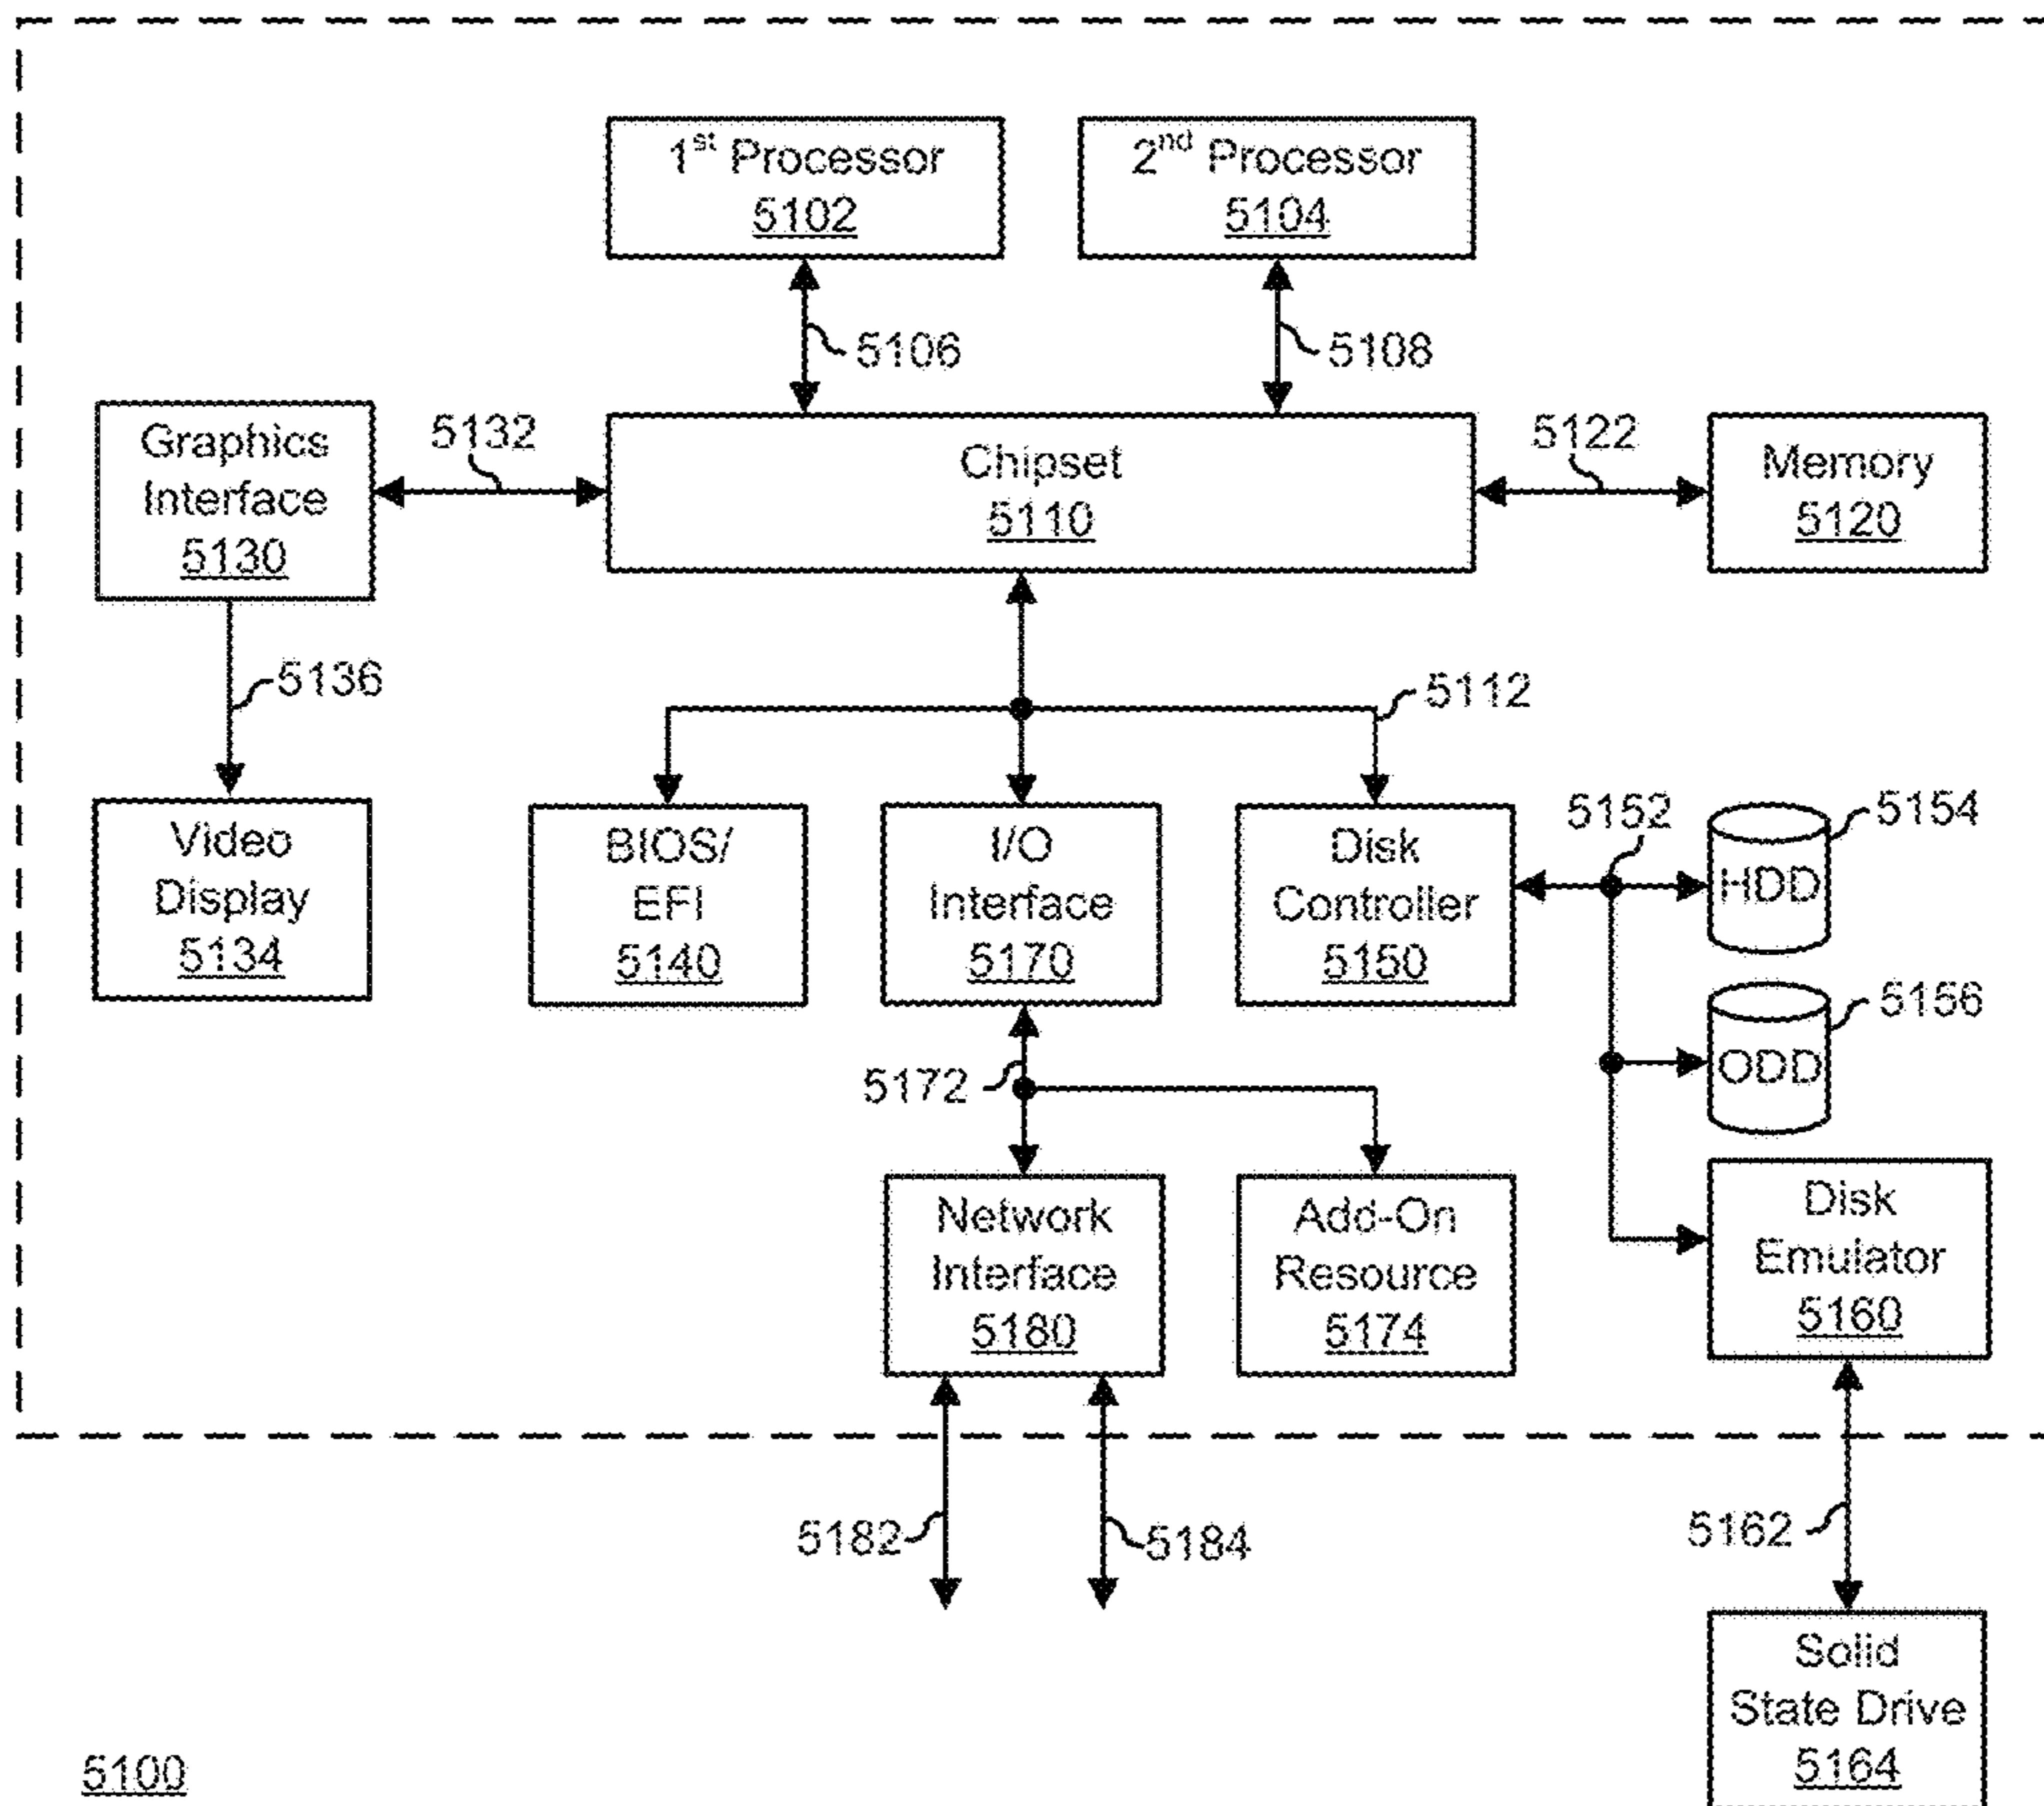 1st Processor
5102
2nd Processor
5104
5106
5108
Graphics
Interface
5130
5132
Chipset
5110
5122
Memory
5120
5136
5112
Video
Display
5134
BIOS/
EFI
5140
I/O
Interface
5170
Disk
Controller
5150
5152
HDD
5154
ODD
5156
5172
Network
Interface
5180
Add-On
Resource
5174
Disk
Emulator
5160
5182
5184
5162
Solid
State Drive
5164
5100